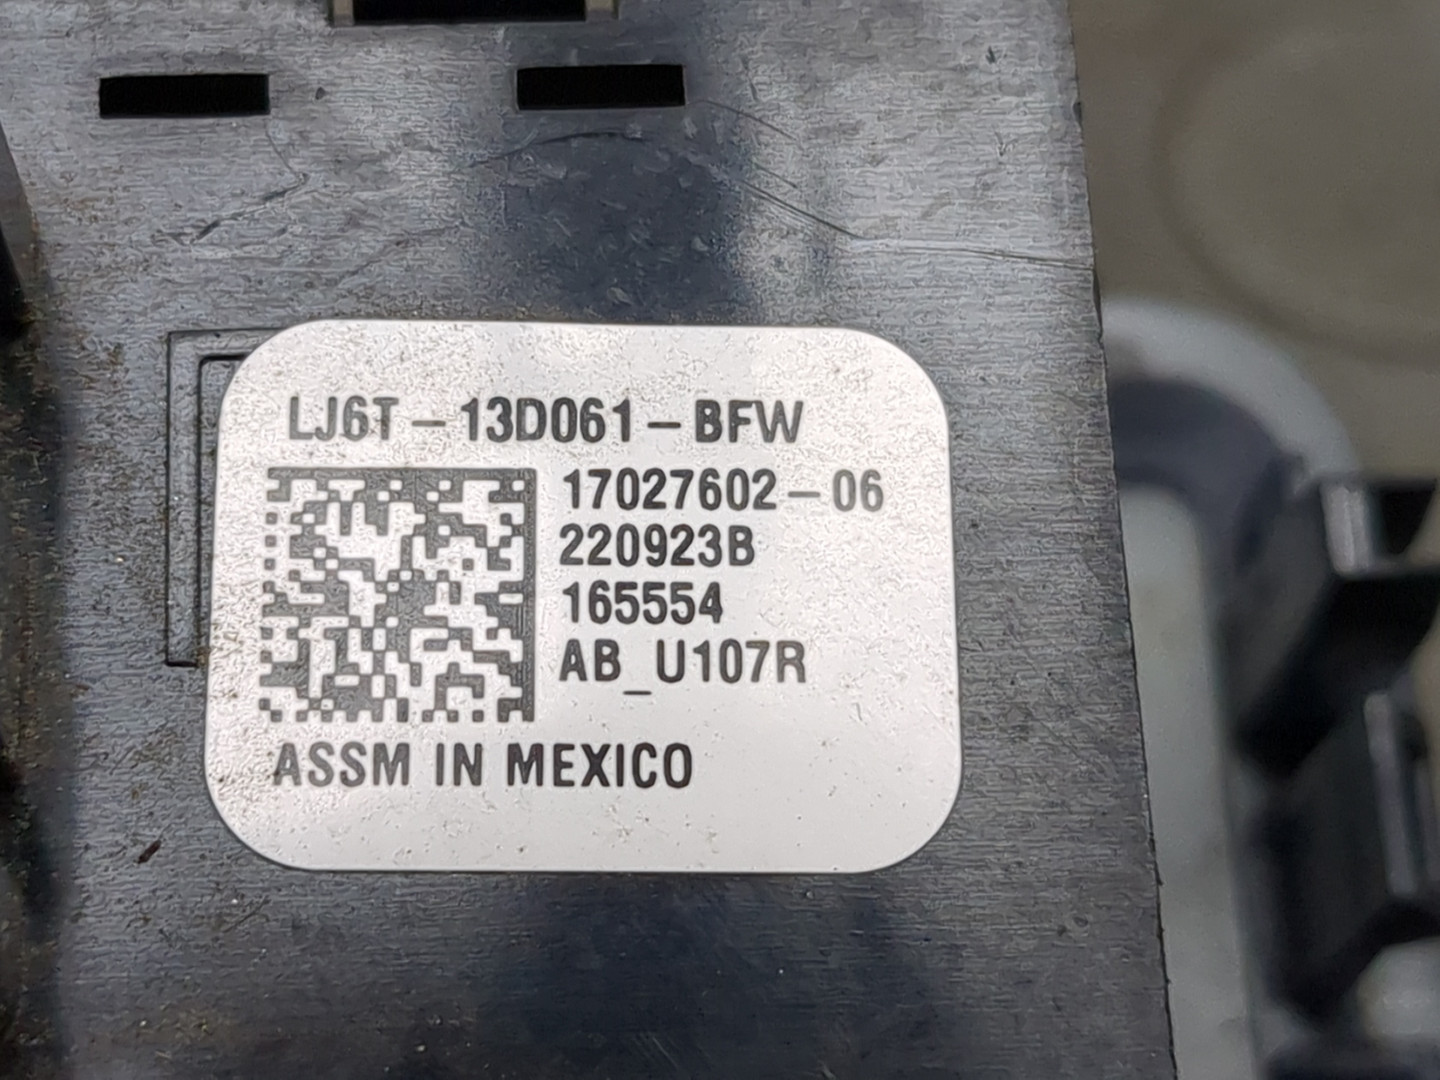 LJ6T-13D061-BFW
17027602-06
220923B
165554
AB_U107R
ASSM IN MEXICO